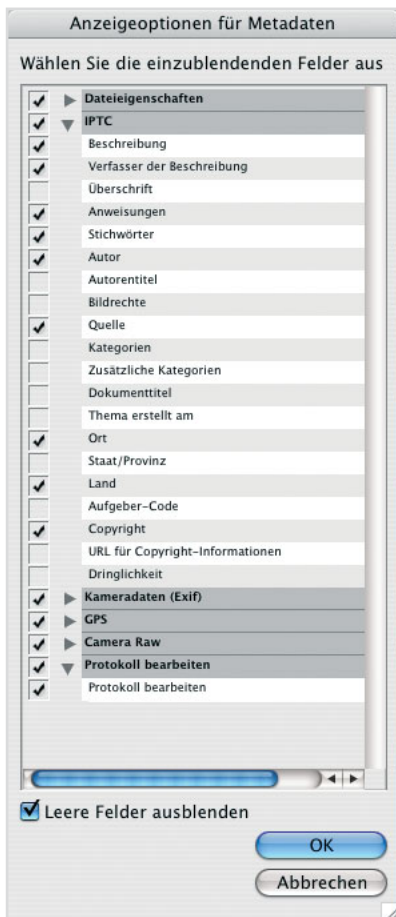 Anzeigeoptionen für Metadaten
Wählen Sie die einzublendenden Felder aus
Dateieigenschaften
IPTC
Beschreibung
Verfasser der Beschreibung
Überschrift
Anweisungen
Stichwörter
Autor
Autorentitel
Bildrechte
Quelle
Kategorien
Zusätzliche Kategorien
Dokumenttitel
Thema erstellt am
Ort
Staat/Provinz
Land
Aufgeber-Code
Copyright
URL für Copyright-Informationen
Dringlichkeit
Kameradaten (Exif)
GPS
Camera Raw
Protokoll bearbeiten
Protokoll bearbeiten
Leere Felder ausblenden
OK
Abbrechen